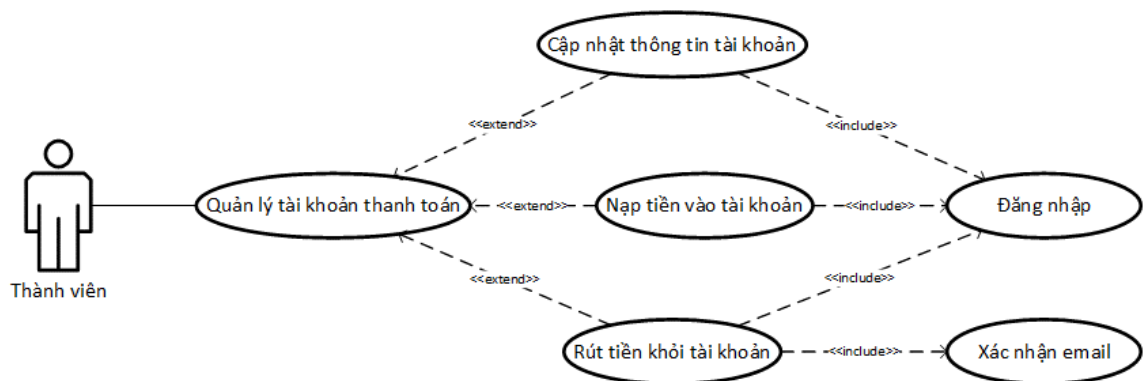 Cập nhật thông tin tài khoản
<<extend>>
<<include>>
Quản lý tài khoản thanh toán
<<extend>>
Nạp tiền vào tài khoản
<<include>>
Đăng nhập
<<extend>>
<<include>>
Thành viên
Rút tiền khỏi tài khoản
<<include>>
Xác nhận email